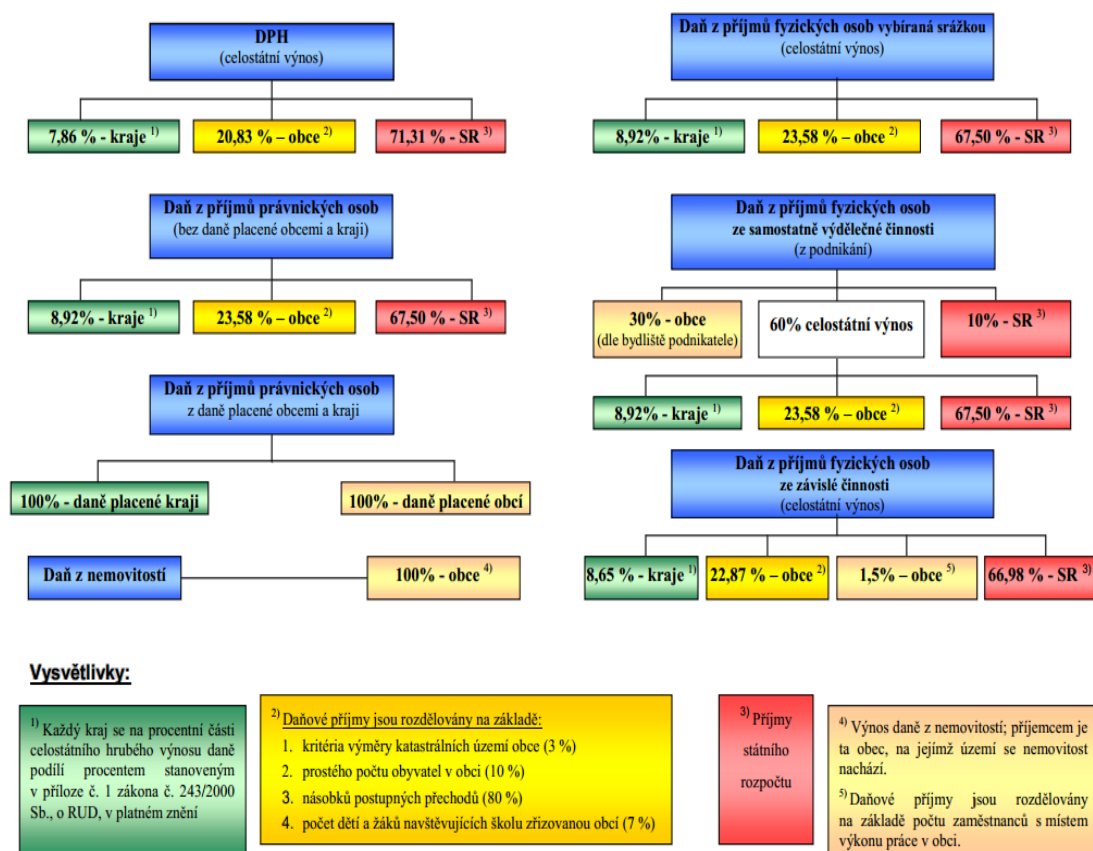 DPH
(celostátní výnos)
7,86 % - kraje 1)
20,83 % – obce 2)
71,31 % - SR 3)
Daň z příjmů právnických osob
(bez daně placené obcemi a kraji)
8,92% - kraje 1)
23,58 % – obce 2)
67,50 % - SR 3)
Daň z příjmů právnických osob
z daně placené obcemi a kraji
100% - daně placené kraji
100% - daně placené obcí
Daň z nemovitostí
100% - obce 4)
Daň z příjmů fyzických osob vybíraná srážkou
(celostátní výnos)
8,92% - kraje 1)
23,58 % – obce 2)
67,50 % - SR 3)
Daň z příjmů fyzických osob
ze samostatně výdělečné činnosti
(z podnikání)
30% - obce
(dle bydliště podnikatele)
60% celostátní výnos
10% - SR 3)
8,92% - kraje 1)
23,58 % – obce 2)
67,50 % - SR 3)
Daň z příjmů fyzických osob
ze závislé činnosti
(celostátní výnos)
8,65 % - kraje 1)
22,87 % – obce 2)
1,5% – obce 5)
66,98 % - SR 3)
Vysvětlivky:
1) Každý kraj se na procentní části
celostátního hrubého výnosu daně
podílí procentem stanoveným
v příloze č. 1 zákona č. 243/2000
Sb., o RUD, v platném znění
2) Daňové příjmy jsou rozdělovány na základě:
1. kritéria výměry katastrálních území obce (3 %)
2. prostého počtu obyvatel v obci (10 %)
3. násobků postupných přechodů (80 %)
4. počet dětí a žáků navštěvujících školu zřizovanou obcí (7 %)
3) Příjmy
státního
rozpočtu
4) Výnos daně z nemovitostí; příjemcem je
ta obec, na jejímž území se nemovitost
nachází.
5) Daňové příjmy jsou rozdělovány
na základě počtu zaměstnanců s místem
výkonu práce v obci.